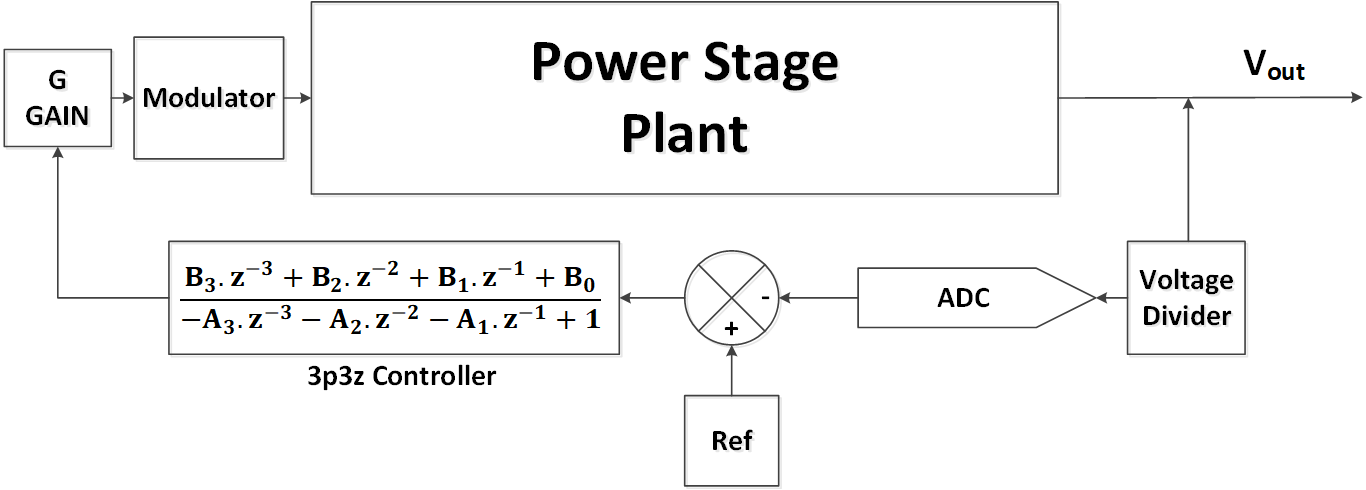 Power Stage
Plant
V_out
G
GAIN
Modulator
B₃. z⁻³ + B₂. z⁻² + B₁. z⁻¹ + B₀
−A₃. z⁻³ − A₂. z⁻² − A₁. z⁻¹ + 1
3p3z Controller
-
+
ADC
Voltage
Divider
Ref